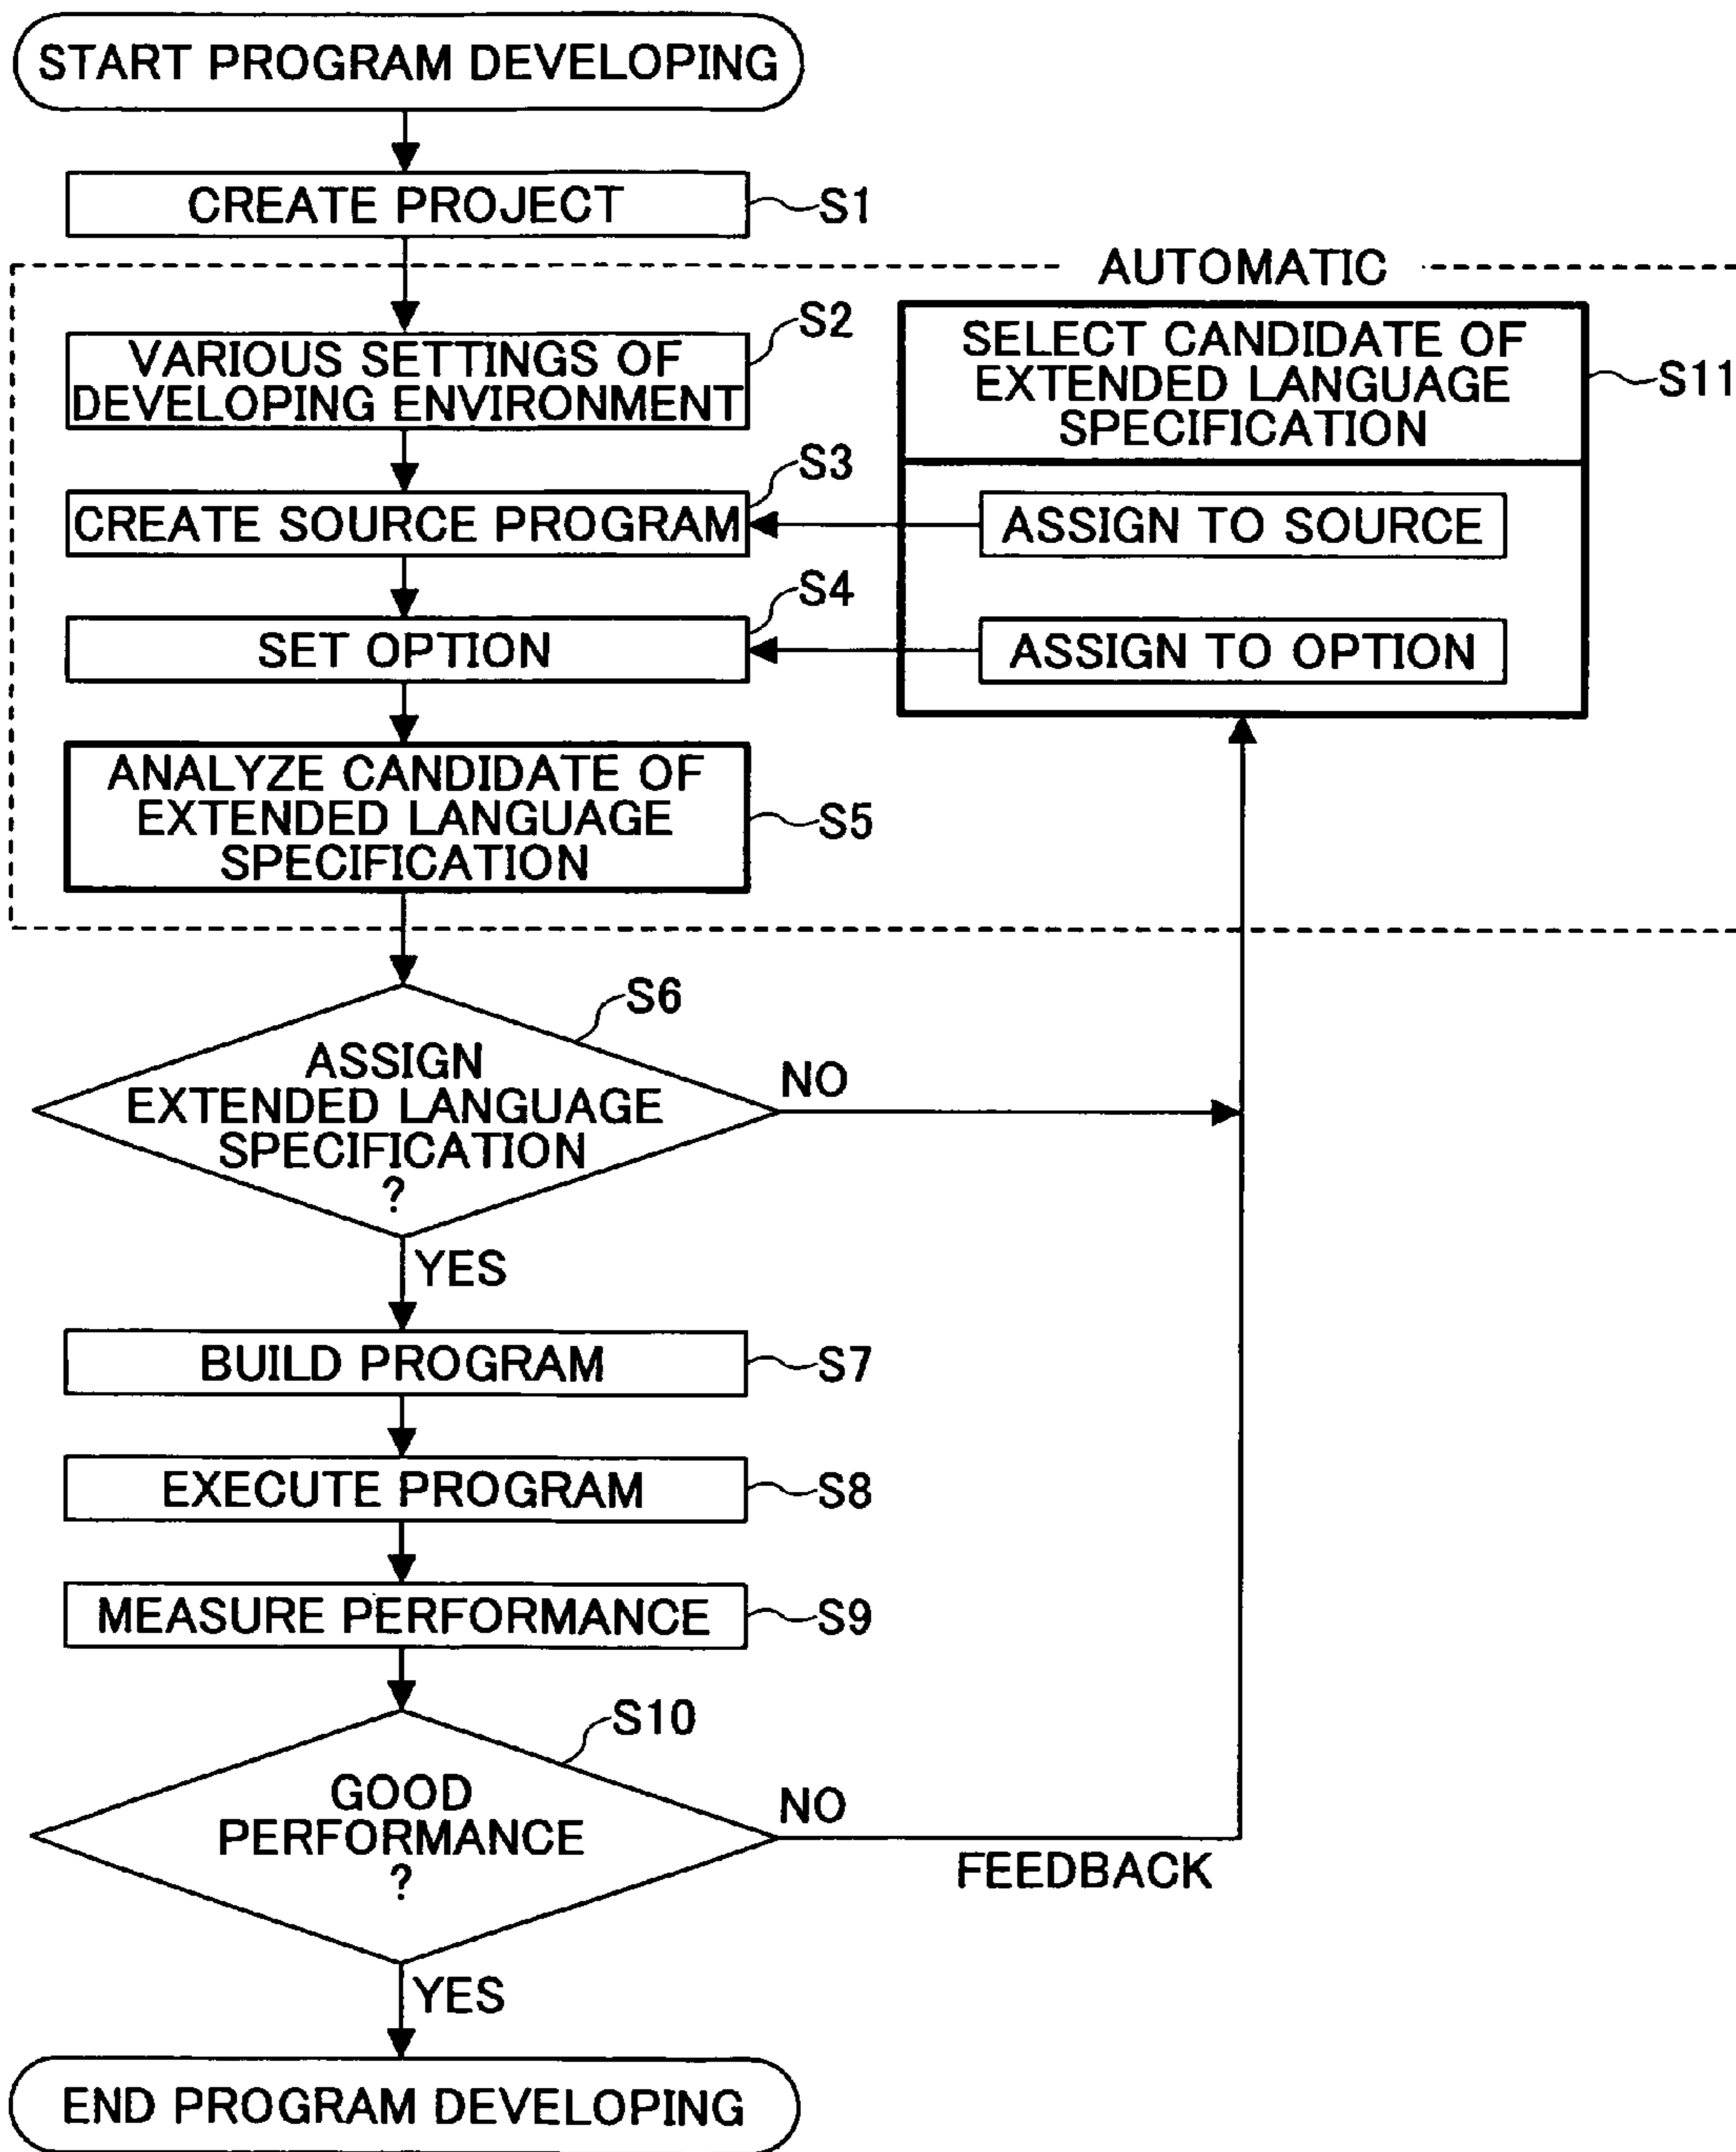 START PROGRAM DEVELOPING
CREATE PROJECT
S1
AUTOMATIC
VARIOUS SETTINGS OF
DEVELOPING ENVIRONMENT
S2
SELECT CANDIDATE OF
EXTENDED LANGUAGE
SPECIFICATION
S11
CREATE SOURCE PROGRAM
S3
ASSIGN TO SOURCE
SET OPTION
S4
ASSIGN TO OPTION
ANALYZE CANDIDATE OF
EXTENDED LANGUAGE
SPECIFICATION
S5
S6
ASSIGN
EXTENDED LANGUAGE
SPECIFICATION
?
NO
YES
BUILD PROGRAM
S7
EXECUTE PROGRAM
S8
MEASURE PERFORMANCE
S9
S10
GOOD
PERFORMANCE
?
NO
FEEDBACK
YES
END PROGRAM DEVELOPING